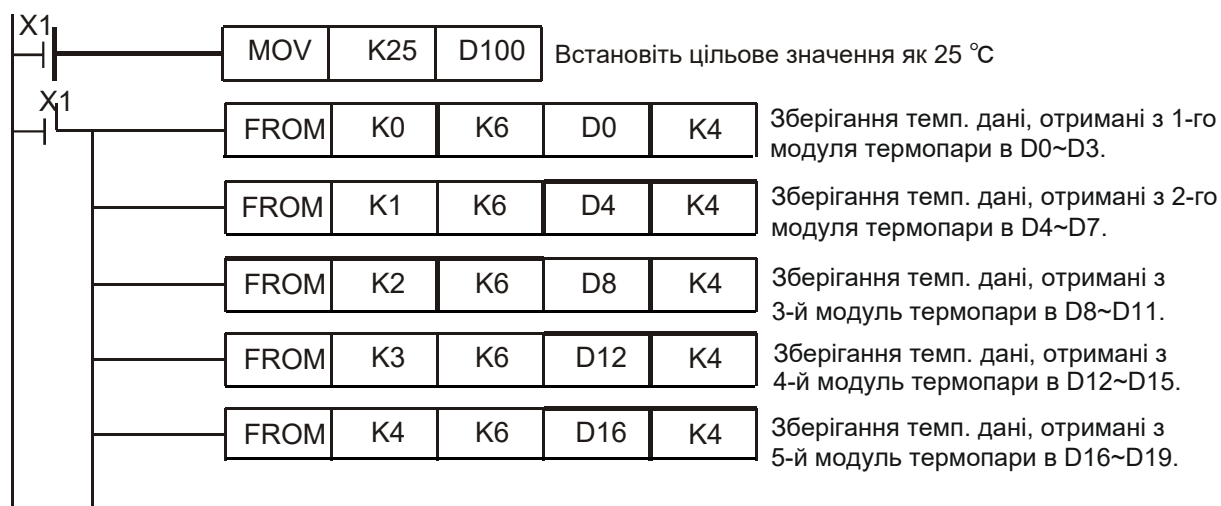 X1
MOV K25 D100 Встановіть цільове значення як 25 ℃
X1
FROM K0 K6 D0 K4 Зберігання темп. дані, отримані з 1-го
модуля термопари в D0~D3.
FROM K1 K6 D4 K4 Зберігання темп. дані, отримані з 2-го
модуля термопари в D4~D7.
FROM K2 K6 D8 K4 Зберігання темп. дані, отримані з
3-й модуль термопари в D8~D11.
FROM K3 K6 D12 K4 Зберігання темп. дані, отримані з
4-й модуль термопари в D12~D15.
FROM K4 K6 D16 K4 Зберігання темп. дані, отримані з
5-й модуль термопари в D16~D19.